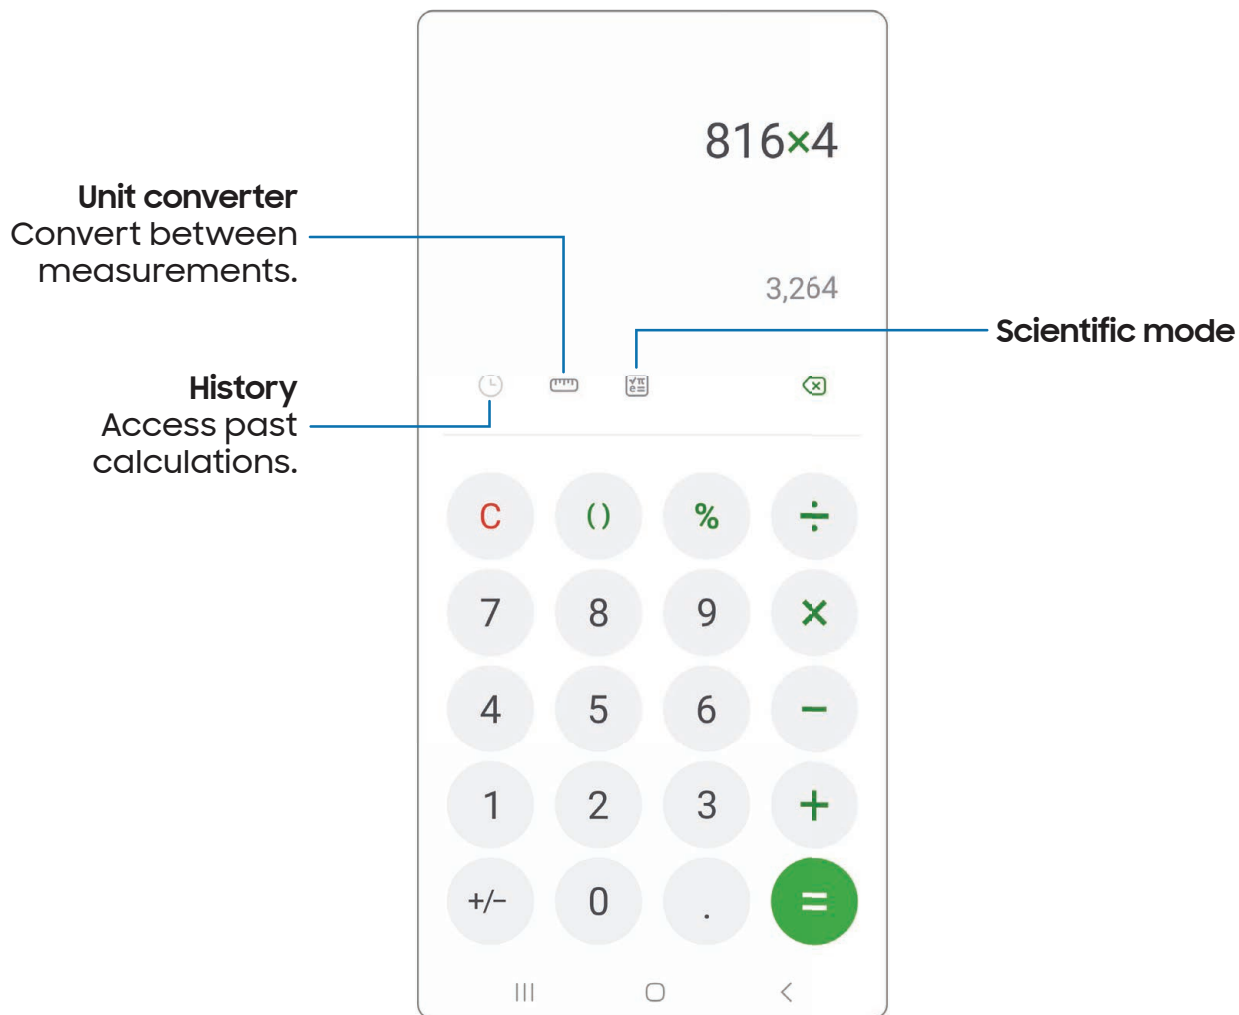 816×4
Unit converter
Convert between
measurements.
3,264
Scientific mode
History
Access past
calculations.
√π
e=
C () % ÷
7 8 9 ×
4 5 6 −
1 2 3 +
+/− 0 . =